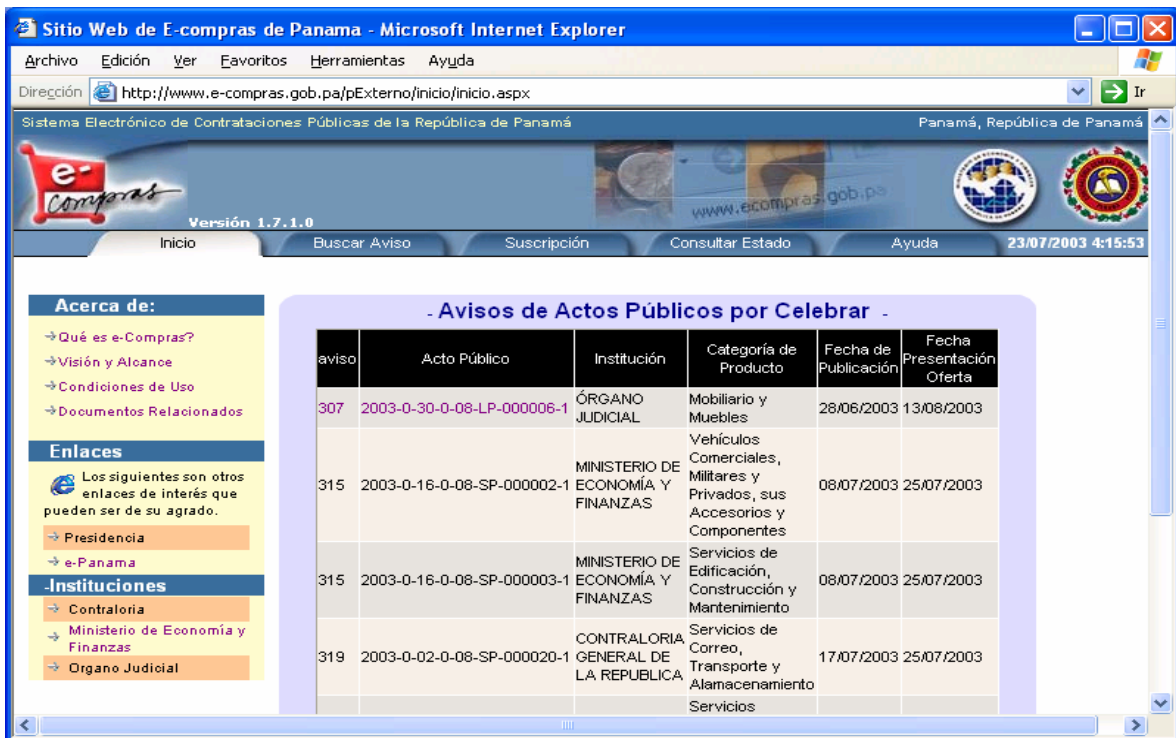 Sitio Web de E-compras de Panama - Microsoft Internet Explorer
Archivo Edición Ver Favoritos Herramientas Ayuda
Dirección http://www.e-compras.gob.pa/pExterno/inicio/inicio.aspx Ir
Sistema Electrónico de Contrataciones Públicas de la República de Panamá Panamá, República de Panamá
e-
compras
www.ecompras.gob.pa
Versión 1.7.1.0
Inicio Buscar Aviso Suscripción Consultar Estado Ayuda 23/07/2003 4:15:53
Acerca de:
Qué es e-Compras?
Visión y Alcance
Condiciones de Uso
Documentos Relacionados
Enlaces
Los siguientes son otros
enlaces de interés que
pueden ser de su agrado.
Presidencia
e-Panama
-Instituciones
Contraloria
Ministerio de Economía y
Finanzas
Organo Judicial
- Avisos de Actos Públicos por Celebrar -
aviso Acto Público Institución Categoría de
Producto Fecha de
Publicación Fecha
Presentación
Oferta
307 2003-0-30-0-08-LP-000006-1 ÓRGANO
JUDICIAL Mobiliario y
Muebles 28/06/2003 13/08/2003
315 2003-0-16-0-08-SP-000002-1 MINISTERIO DE
ECONOMÍA Y
FINANZAS Vehículos
Comerciales,
Militares y
Privados, sus
Accesorios y
Componentes 08/07/2003 25/07/2003
315 2003-0-16-0-08-SP-000003-1 MINISTERIO DE
ECONOMÍA Y
FINANZAS Servicios de
Edificación,
Construcción y
Mantenimiento 08/07/2003 25/07/2003
319 2003-0-02-0-08-SP-000020-1 CONTRALORIA
GENERAL DE
LA REPUBLICA Servicios de
Correo,
Transporte y
Alamacenamiento 17/07/2003 25/07/2003
Servicios